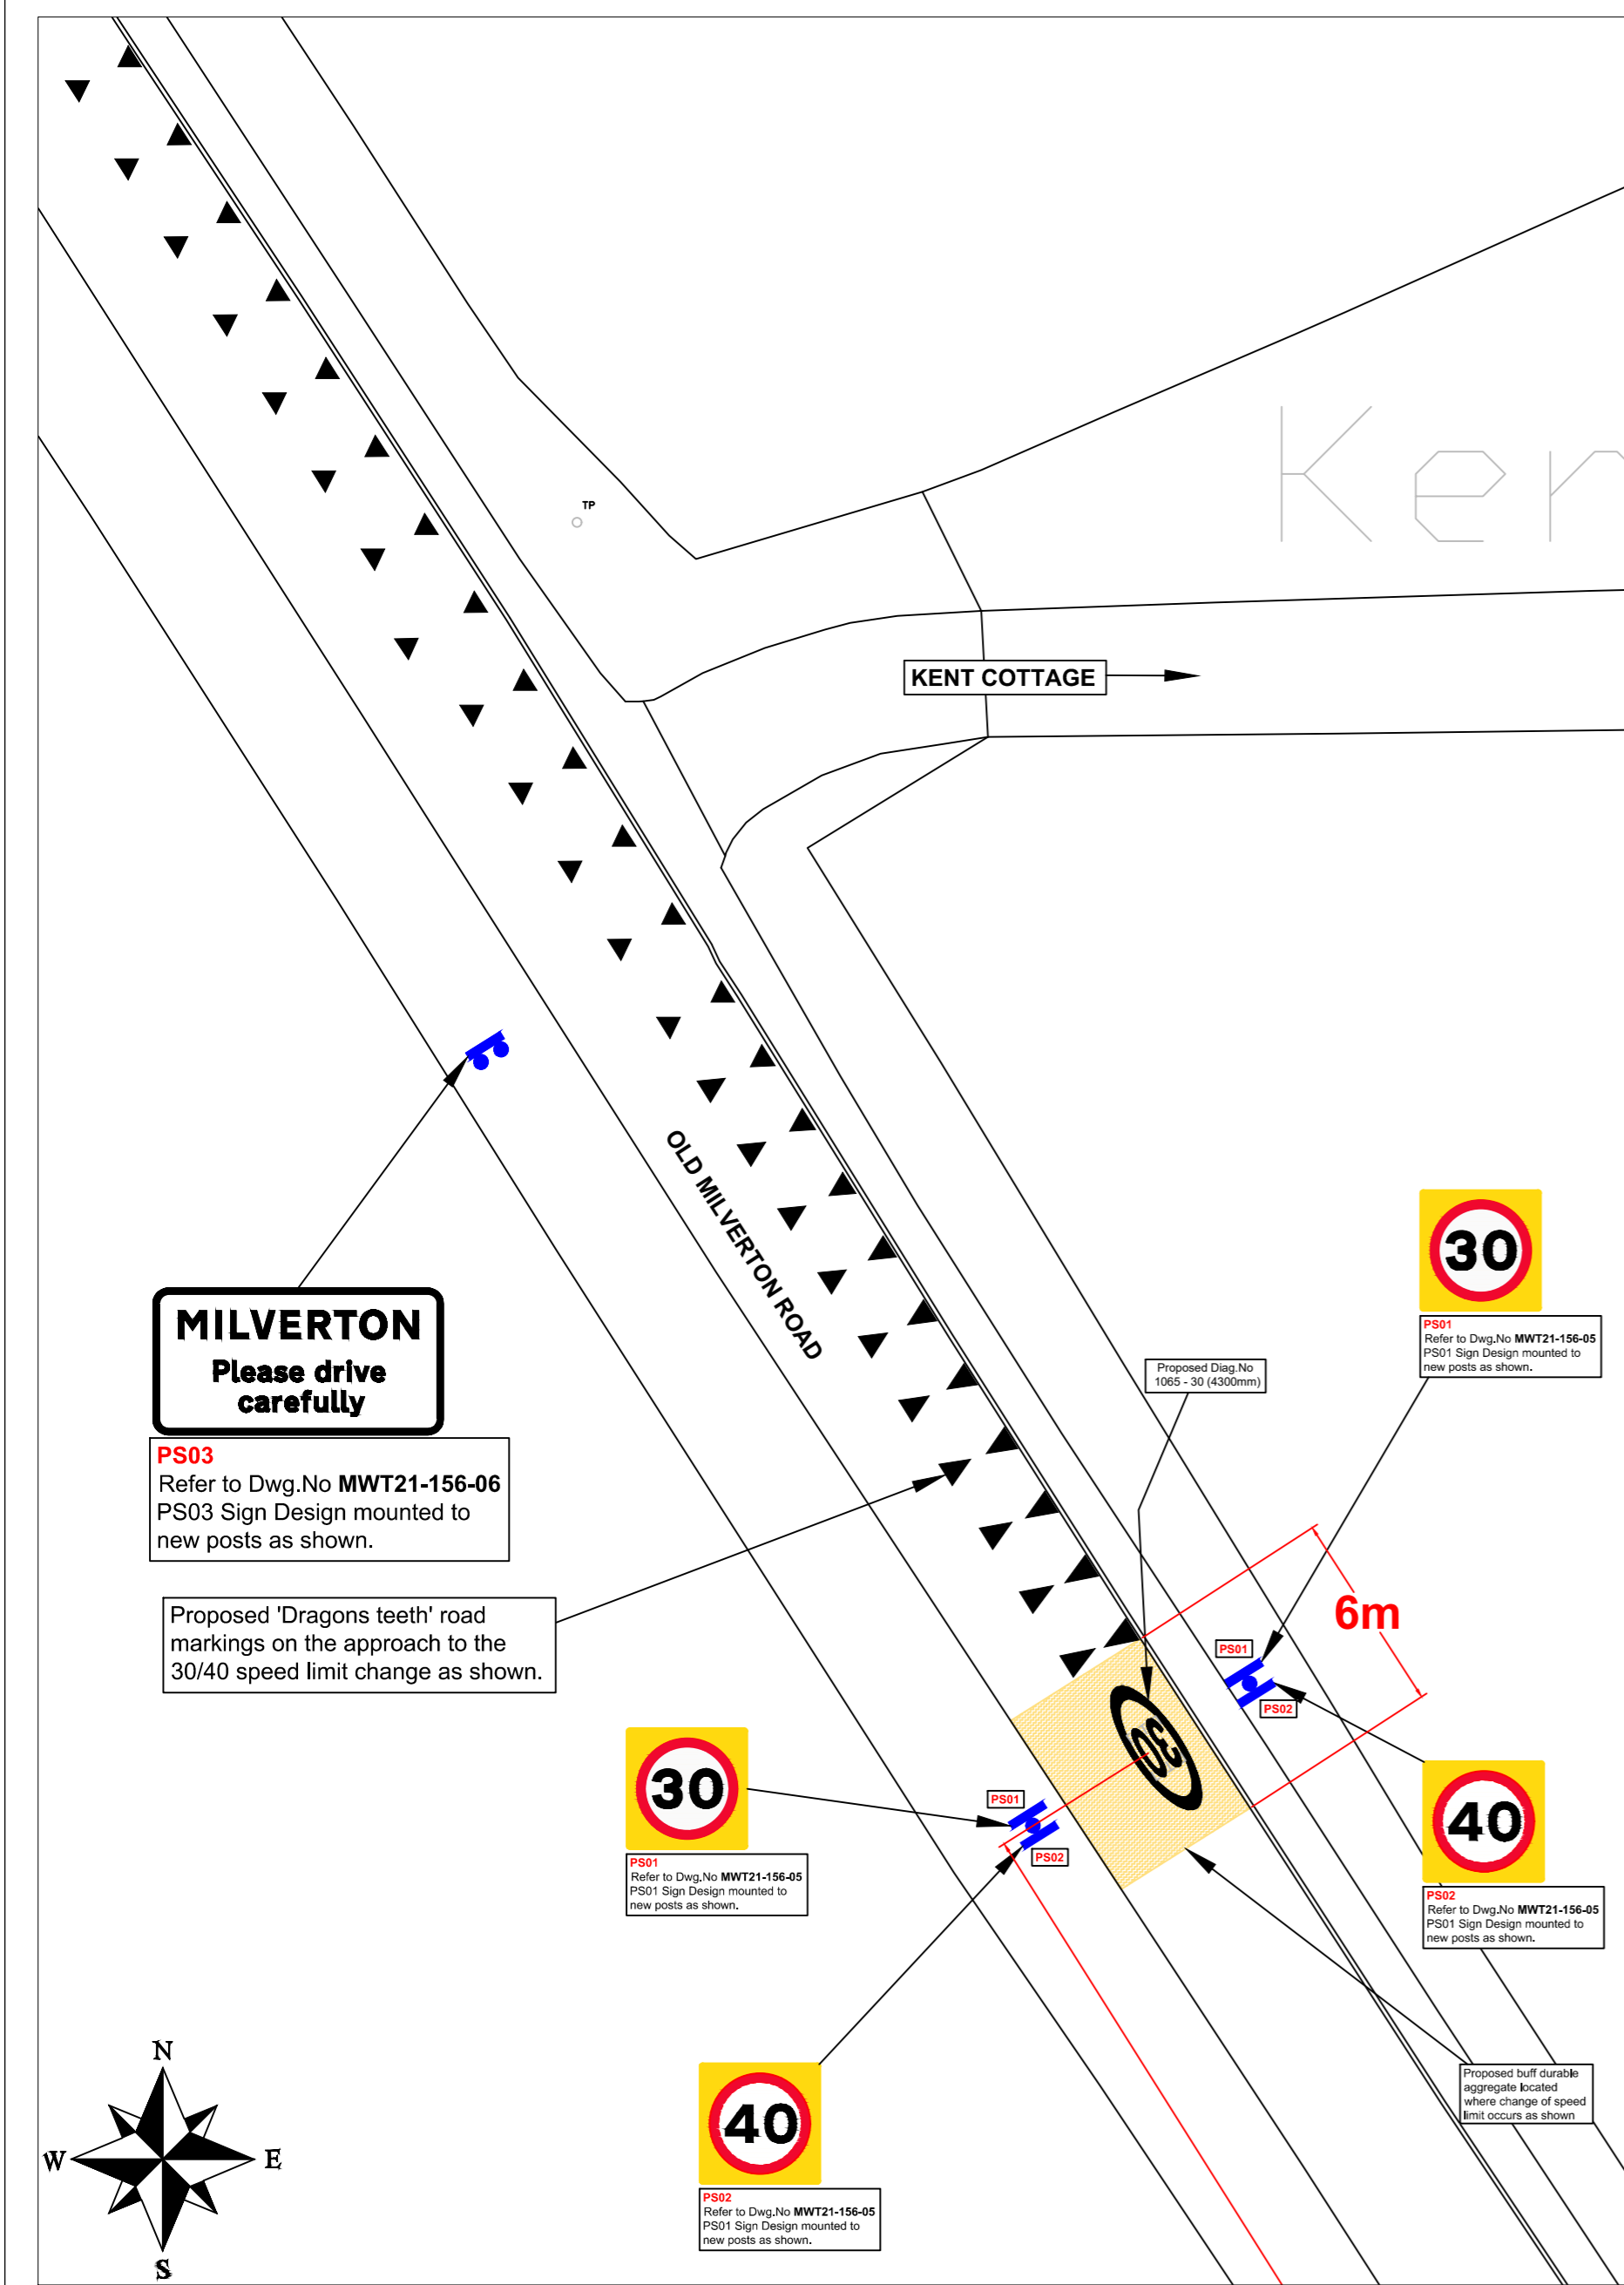 TP
Ken
KENT COTTAGE
OLD MILVERTON ROAD
MILVERTON
Please drive
carefully
PS03
Refer to Dwg.No MWT21-156-06
PS03 Sign Design mounted to
new posts as shown.
Proposed 'Dragons teeth' road
markings on the approach to the
30/40 speed limit change as shown.
30
PS01
Refer to Dwg.No MWT21-156-05
PS01 Sign Design mounted to
new posts as shown.
Proposed Diag.No
1065 - 30 (4300mm)
6m
PS01
PS02
30
30
PS01
Refer to Dwg.No MWT21-156-05
PS01 Sign Design mounted to
new posts as shown.
PS01
PS02
40
PS02
Refer to Dwg.No MWT21-156-05
PS01 Sign Design mounted to
new posts as shown.
40
PS02
Refer to Dwg.No MWT21-156-05
PS01 Sign Design mounted to
new posts as shown.
Proposed buff durable
aggregate located
where change of speed
limit occurs as shown
N
W
E
S